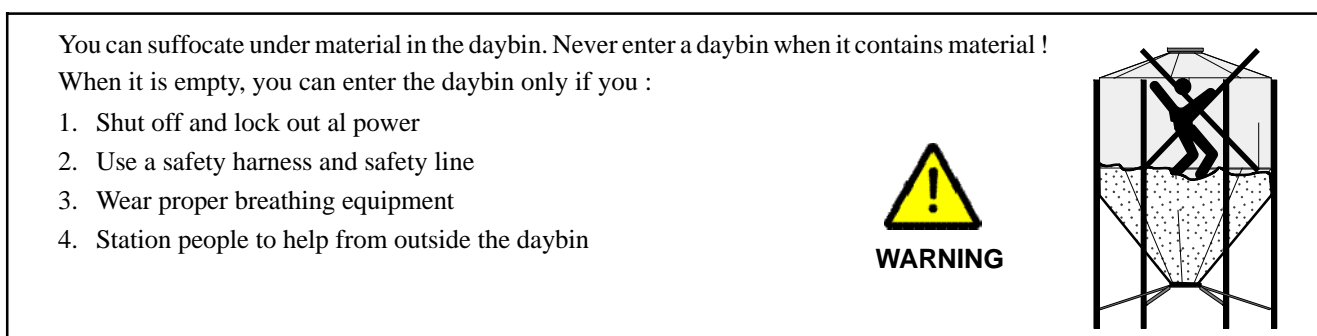 You can suffocate under material in the daybin. Never enter a daybin when it contains material !
When it is empty, you can enter the daybin only if you :
1. Shut off and lock out al power
2. Use a safety harness and safety line
3. Wear proper breathing equipment
4. Station people to help from outside the daybin
WARNING